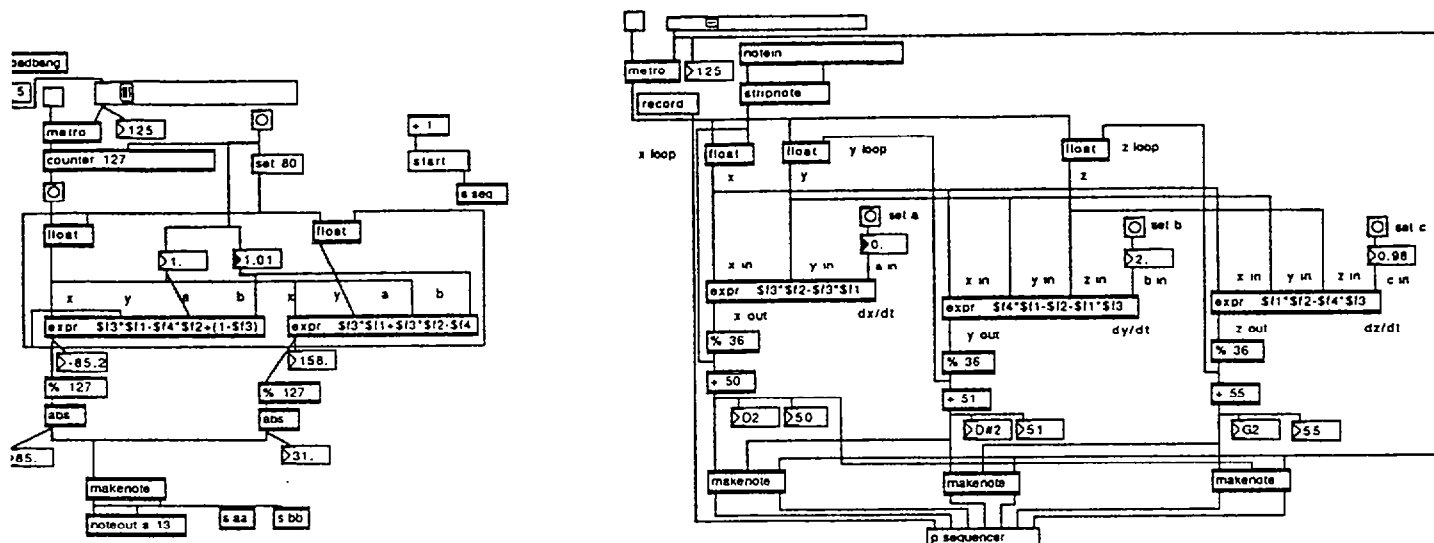 5
metro
125
counter 127
set 80
+ 1
start
s seq
float
float
1.
1.01
x y a b x y a b
expr $f3*$f1-$f4*$f2+(1-$f3)
expr $f3*$f1+$f3*$f2-$f4
-85.2
158.
% 127
% 127
abs
abs
85.
31.
makenote
noteout a 13
s aa
s bb
metro
125
notein
stripnote
record
x loop
float
float
y loop
float
z loop
x
y
z
set a
0.
set b
2.
set c
0.98
x in y in a in
x in y in z in b in
x in y in z in c in
expr $f3*$f2-$f3*$f1
expr $f4*$f1-$f2-$f1*$f3
expr $f1*$f2-$f4*$f3
x out dx/dt
y out dy/dt
z out dz/dt
% 36
% 36
% 36
+ 50
+ 51
+ 55
D2
50
D#2
51
G2
55
makenote
makenote
makenote
p sequencer